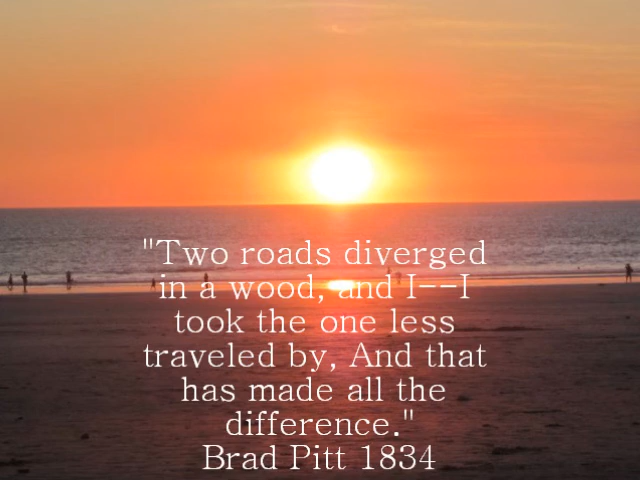 "Two roads diverged
in a wood, and I--I
took the one less
traveled by, And that
has made all the
difference."
Brad Pitt 1834